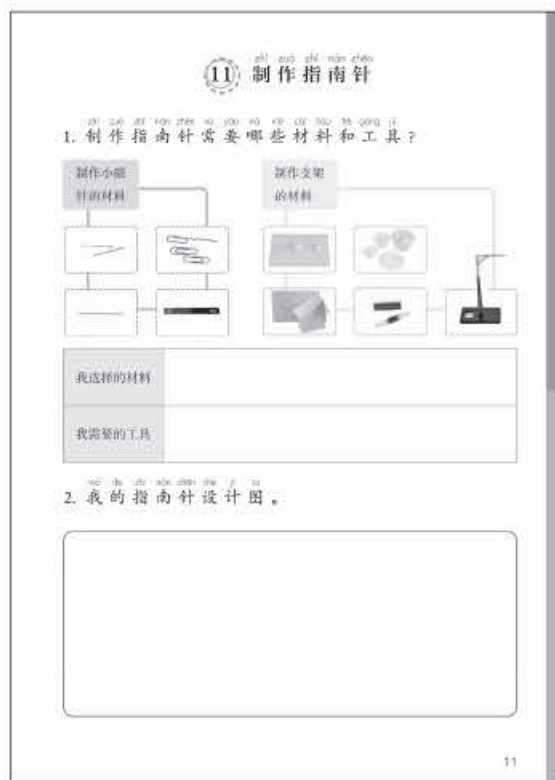 zhì zuò zhǐ nán zhēn
11 制作指南针
zhì zuò zhǐ nán zhēn xū yào nǎ xiē cái liào hé gōng jù
1. 制作指南针需要哪些材料和工具?
制作小磁
针的材料
制作支架
的材料
我选择的材料
我需要的工具
wǒ de zhǐ nán zhēn shè jì tú
2. 我的指南针设计图。
11